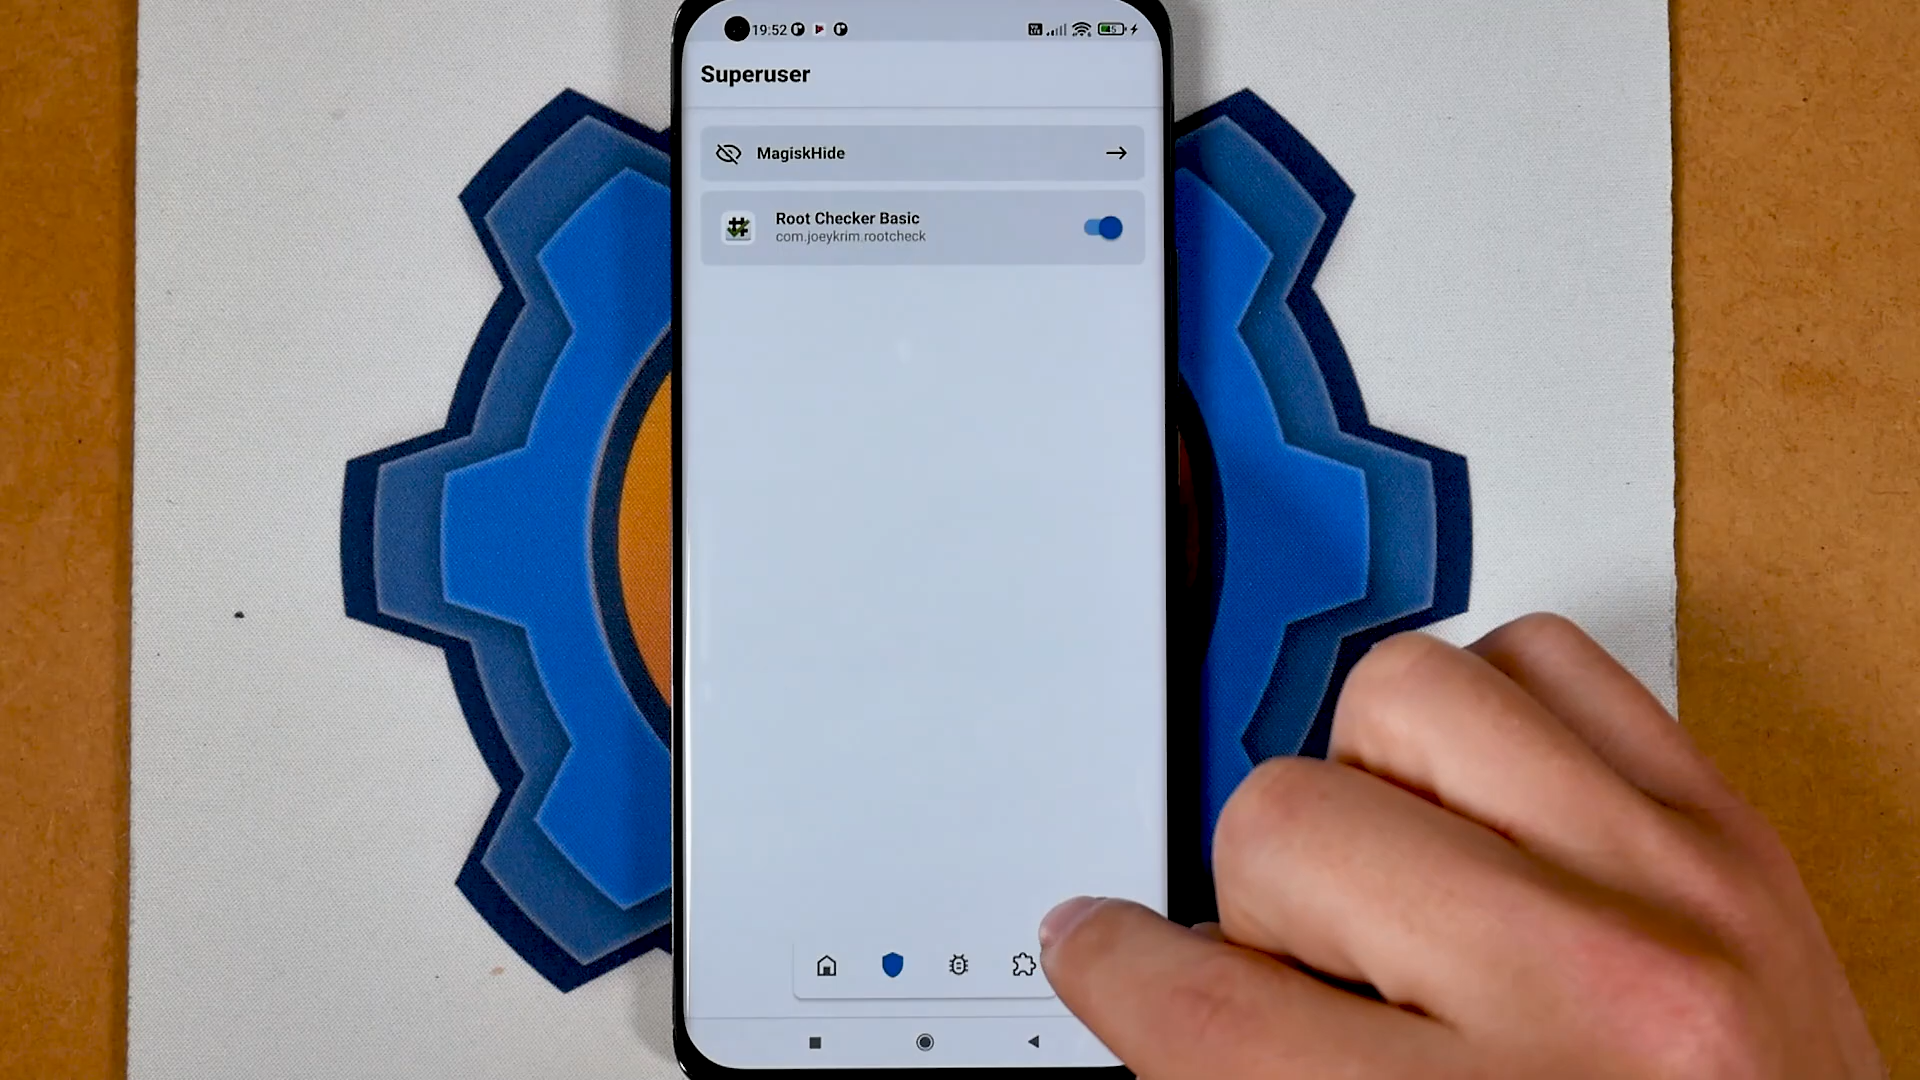 19:52
Superuser
MagiskHide
Root Checker Basic
com.joeykrim.rootcheck